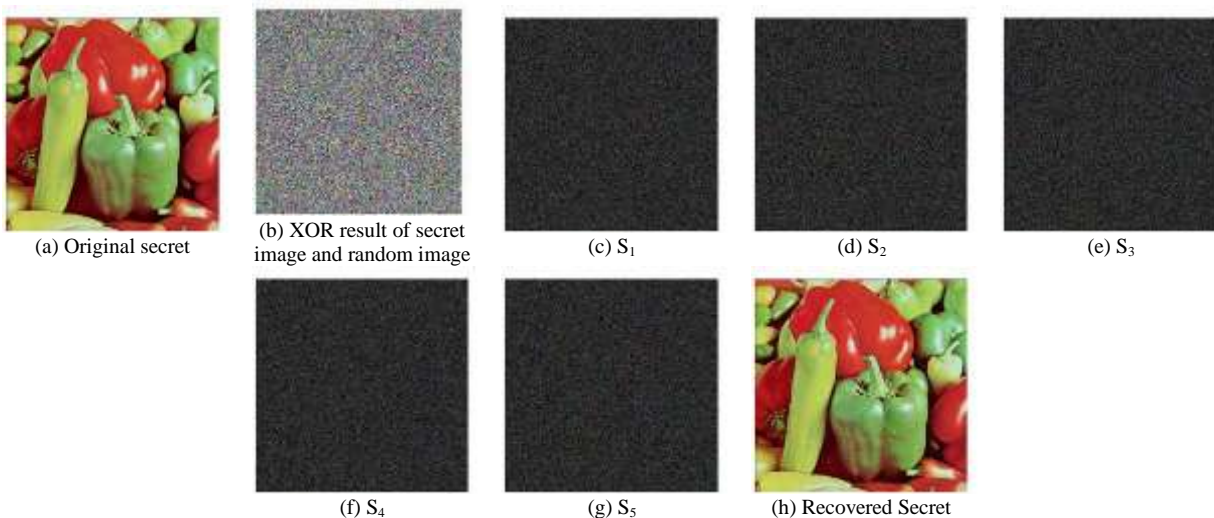 (a) Original secret
(b) XOR result of secret
image and random image
(c) S₁
(d) S₂
(e) S₃
(f) S₄
(g) S₅
(h) Recovered Secret